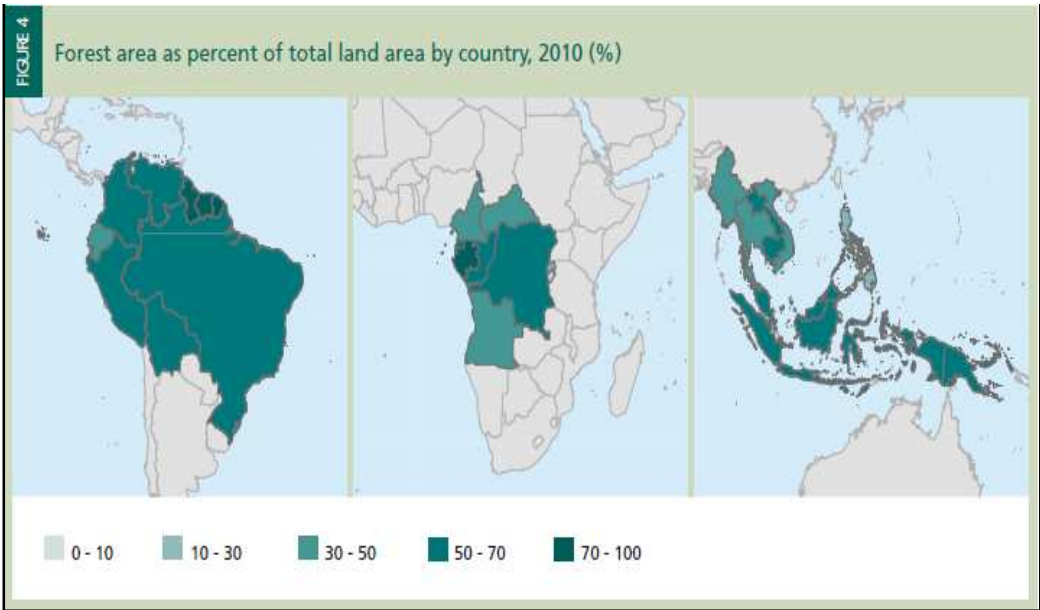 FIGURE 4
Forest area as percent of total land area by country, 2010 (%)
0 - 10
10 - 30
30 - 50
50 - 70
70 - 100